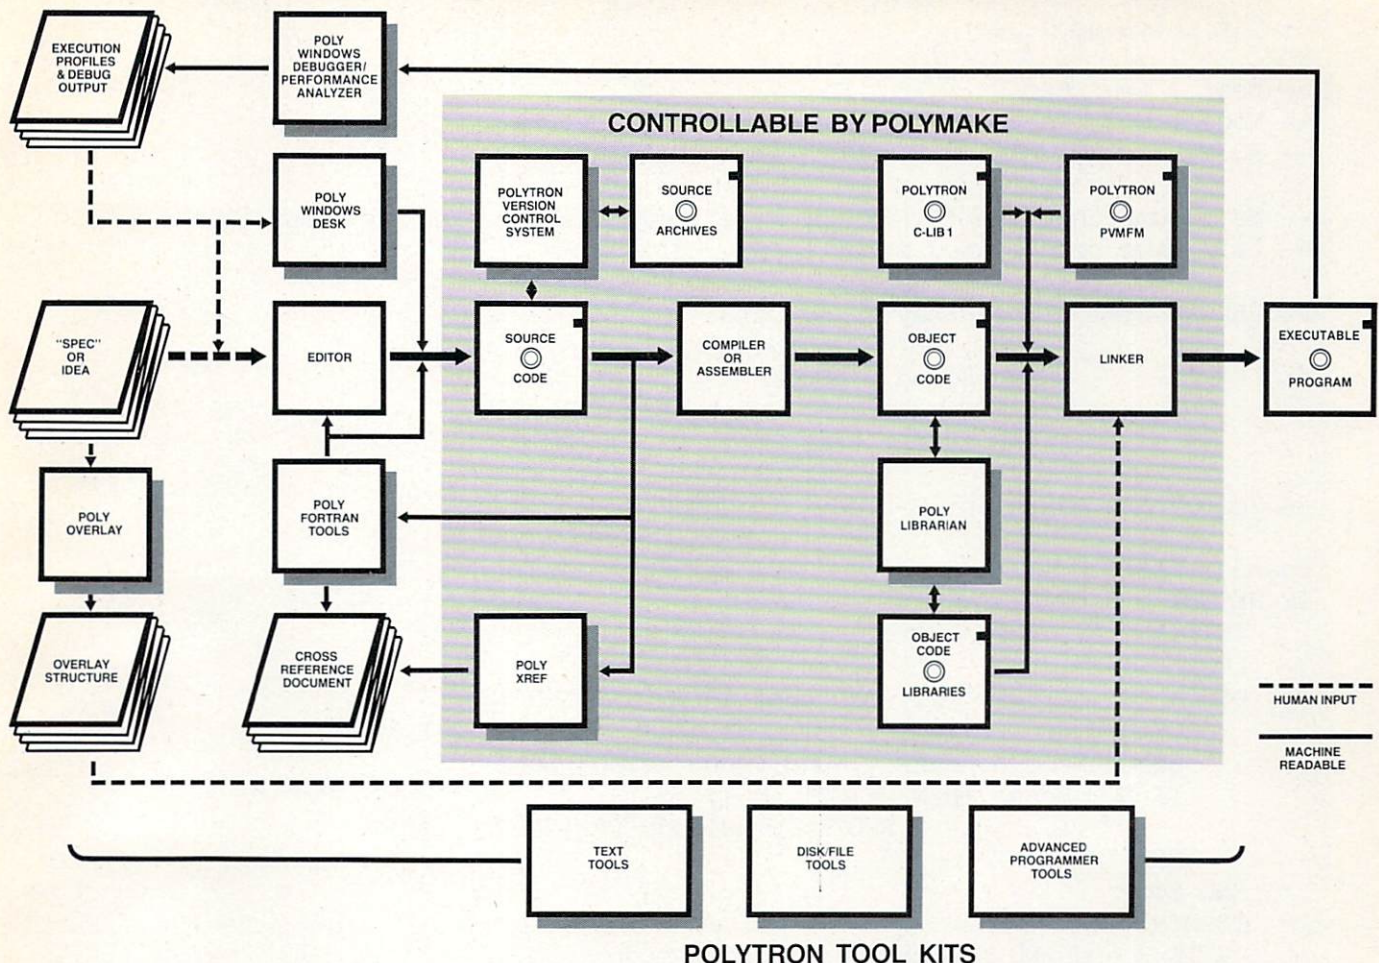 EXECUTION
PROFILES
& DEBUG
OUTPUT
POLY
WINDOWS
DEBUGGER/
PERFORMANCE
ANALYZER
CONTROLLABLE BY POLYMAKE
POLY
WINDOWS
DESK
POLYTRON
VERSION
CONTROL
SYSTEM
SOURCE
ARCHIVES
POLYTRON
C-LIB 1
POLYTRON
PVMFM
"SPEC"
OR
IDEA
EDITOR
SOURCE
CODE
COMPILER
OR
ASSEMBLER
OBJECT
CODE
LINKER
EXECUTABLE
PROGRAM
POLY
OVERLAY
POLY
FORTRAN
TOOLS
POLY
LIBRARIAN
OVERLAY
STRUCTURE
CROSS
REFERENCE
DOCUMENT
POLY
XREF
OBJECT
CODE
LIBRARIES
HUMAN INPUT
MACHINE
READABLE
TEXT
TOOLS
DISK/FILE
TOOLS
ADVANCED
PROGRAMMER
TOOLS
POLYTRON TOOL KITS